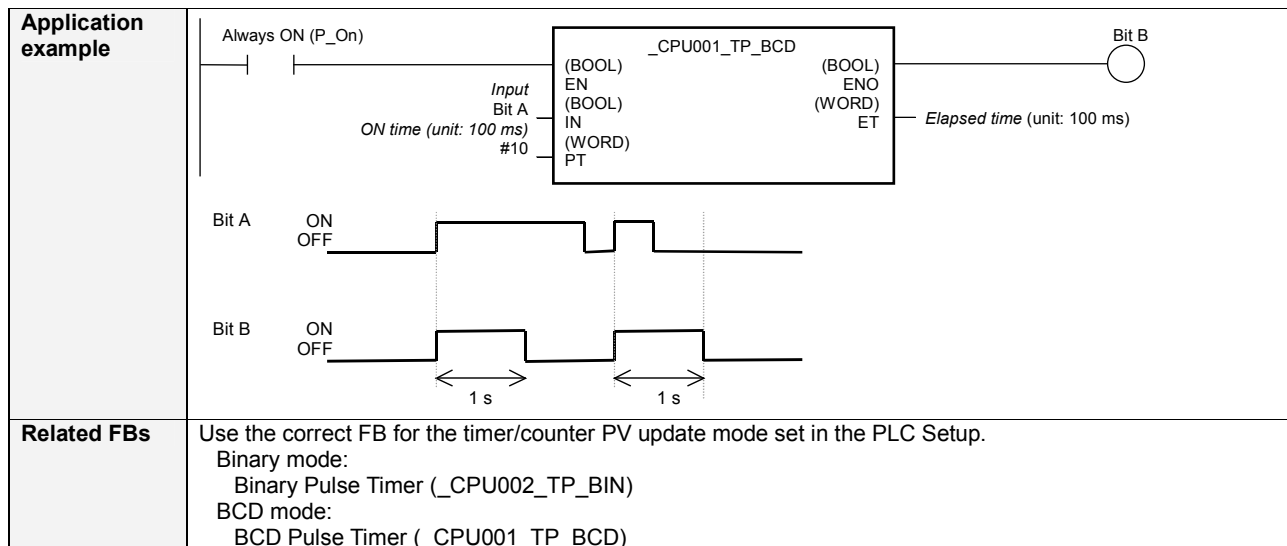 Application
example
Always ON (P_On)
_CPU001_TP_BCD
Bit B
(BOOL)
EN
(BOOL)
ENO
Input
Bit A
(BOOL)
IN
(WORD)
ET
Elapsed time (unit: 100 ms)
ON time (unit: 100 ms)
#10
(WORD)
PT
Bit A
ON
OFF
Bit B
ON
OFF
1 s
1 s
Related FBs
Use the correct FB for the timer/counter PV update mode set in the PLC Setup.
Binary mode:
Binary Pulse Timer (_CPU002_TP_BIN)
BCD mode:
BCD Pulse Timer (_CPU001_TP_BCD)